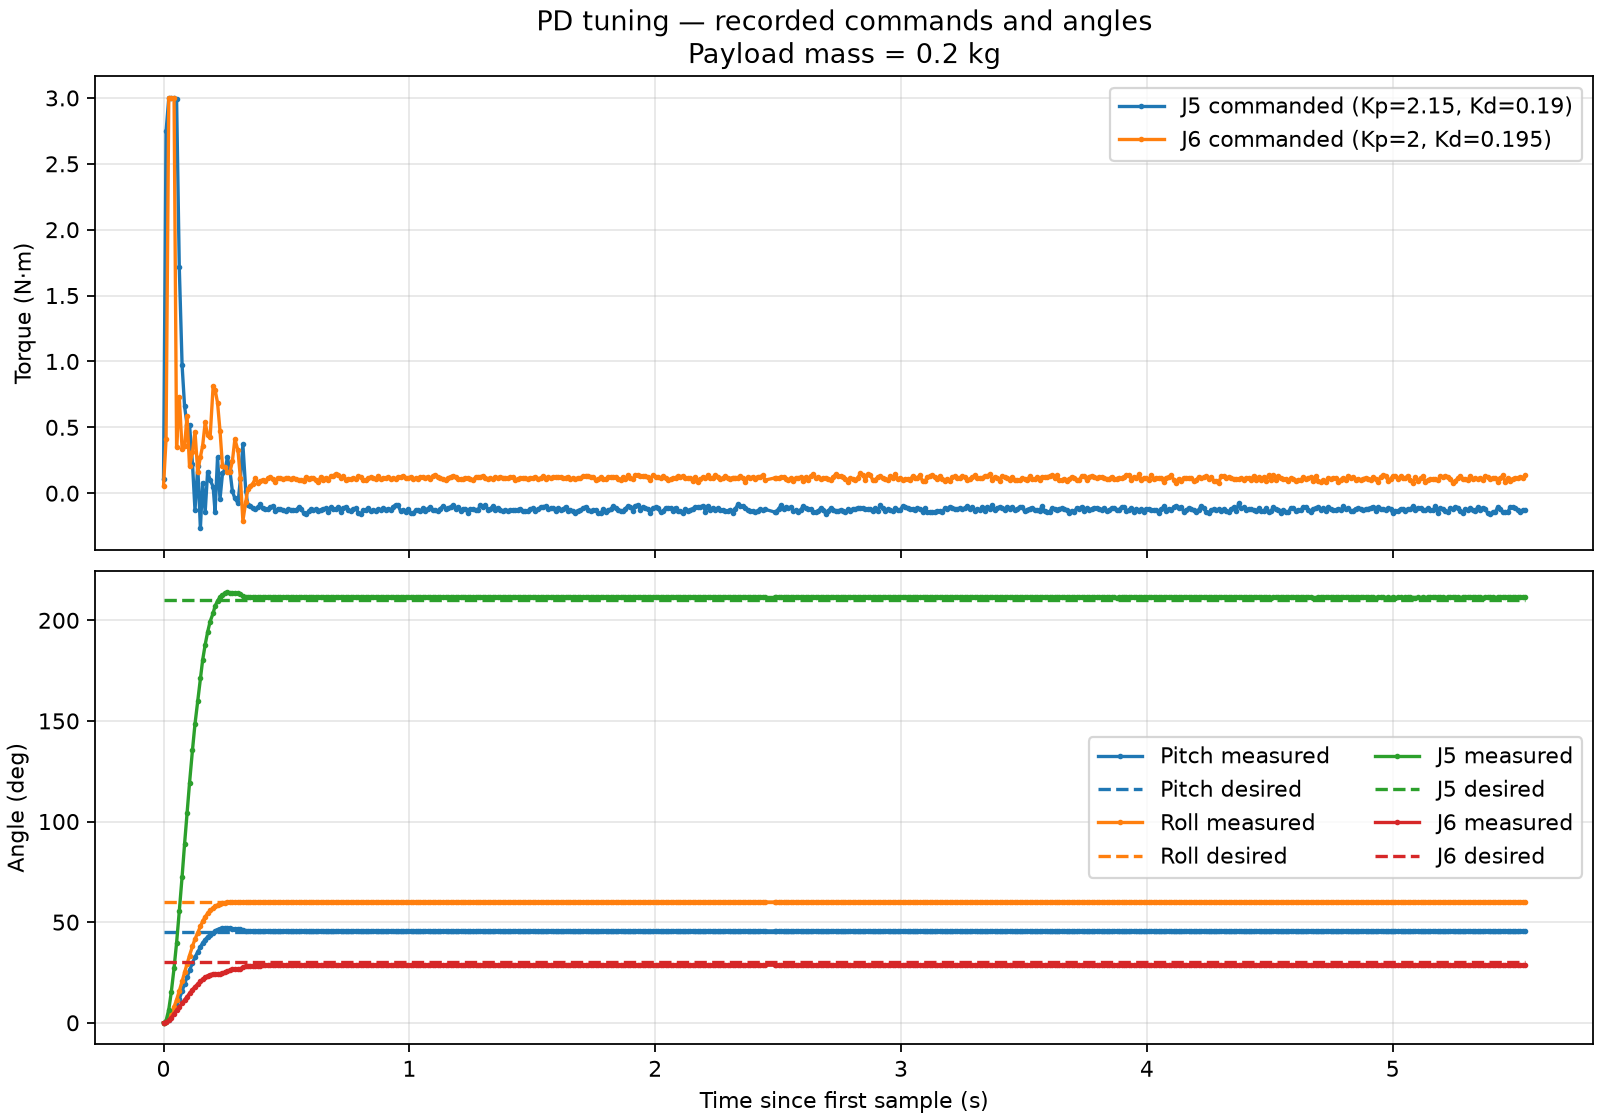 PD tuning — recorded commands and angles
Payload mass = 0.2 kg
Torque (N·m)
3.0
2.5
2.0
1.5
1.0
0.5
0.0
J5 commanded (Kp=2.15, Kd=0.19)
J6 commanded (Kp=2, Kd=0.195)
Angle (deg)
200
150
100
50
0
Pitch measured
Pitch desired
Roll measured
Roll desired
J5 measured
J5 desired
J6 measured
J6 desired
0 1 2 3 4 5
Time since first sample (s)